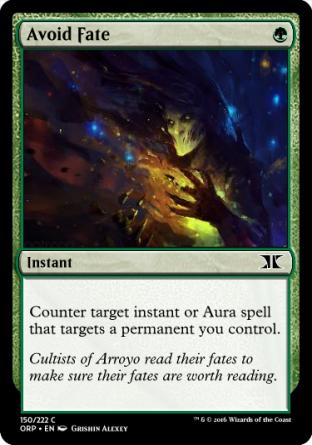 Avoid Fate
Instant
Counter target instant or Aura spell
that targets a permanent you control.
Cultists of Arroyo read their fates to
make sure their fates are worth reading.
150/222 C
ORP • EN GRISHIN ALEXEY
™ & © 2016 Wizards of the Coast